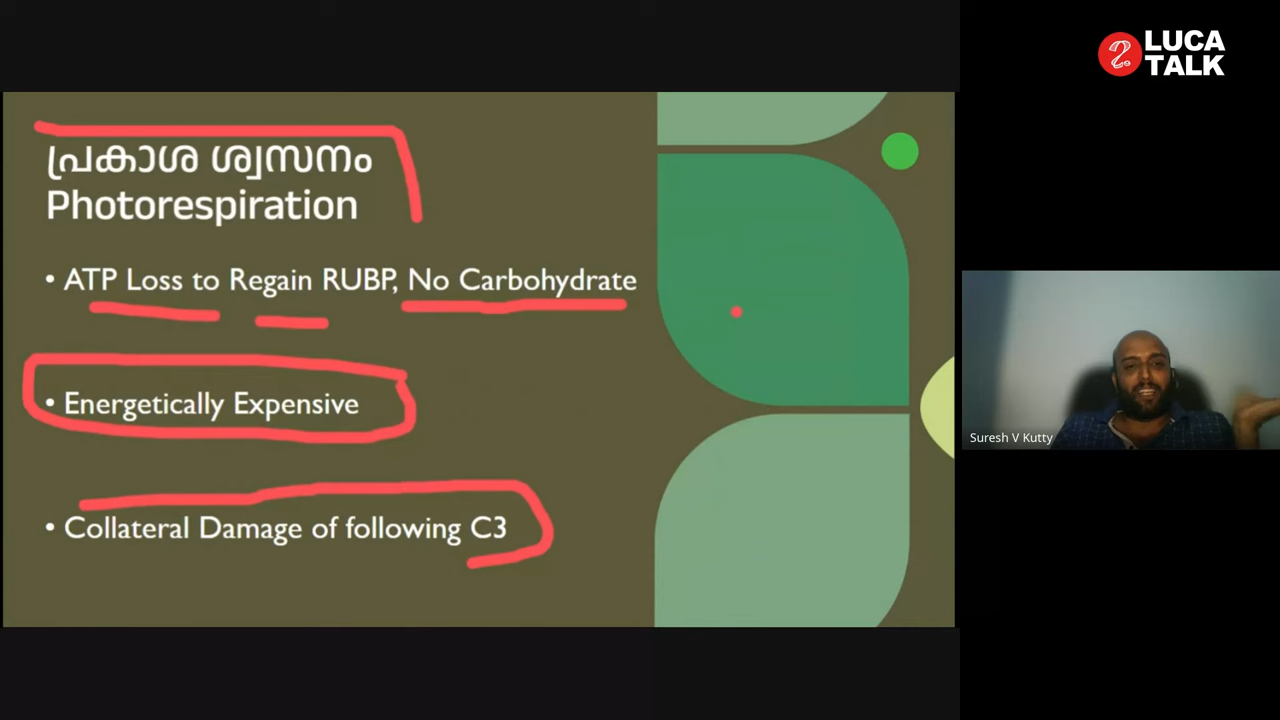 LUCA
TALK
പ്രകാശ ശ്വസനം
Photorespiration
• ATP Loss to Regain RUBP, No Carbohydrate
• Energetically Expensive
• Collateral Damage of following C3
Suresh V Kutty